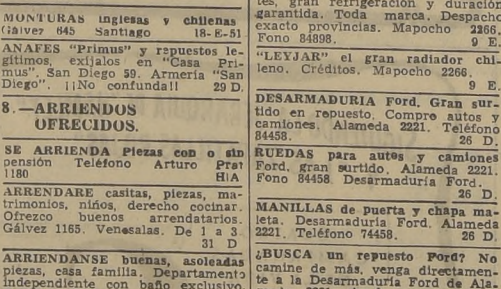 MONTURAS inglesas y chilenas
Galvez 645 Santiago 18-E-51
ANAFES "Primus" y repuestos le-
gítimos, exíjalos en "Casa Pri-
mus". San Diego 59. Armería "San
Diego". ¡¡No confunda!! 29 D.
8.—ARRIENDOS
OFRECIDOS.
SE ARRIENDA Piezas con o sin
pensión Teléfono Arturo Prat
1180 HIA
ARRENDARE casitas, piezas, ma-
trimonios, niños, derecho cocinar.
Ofrezco buenos arrendatarios.
Gálvez 1165. Venesalas. De 1 a 3
31 D
ARRIENDANSE buenas, asoleadas
piezas, casa familia. Departamento
independiente con baño exclusivo
tes, gran refrigeración y duración
garantida. Toda marca. Despacho
exacto provincias. Mapocho 2266.
Fono 84898. 9 E.
"LEYJAR" el gran radiador chi-
leno. Créditos. Mapocho 2266.
9 E.
DESARMADURIA Ford. Gran sur-
tido en repuesto. Compro autos y
camiones. Alameda 2221. Teléfono
84458. 26 D.
RUEDAS para autos y camiones
Ford, gran surtido. Alameda 2221.
Fono 84458 Desarmaduría Ford.
26 D.
MANILLAS de puerta y chapa ma-
leta. Desarmaduría Ford. Alameda
2221. Teléfono 74458. 26 D.
¿BUSCA un repuesto Ford? No
camine de más, venga directamen-
te a la Desarmaduría Ford de Ala-